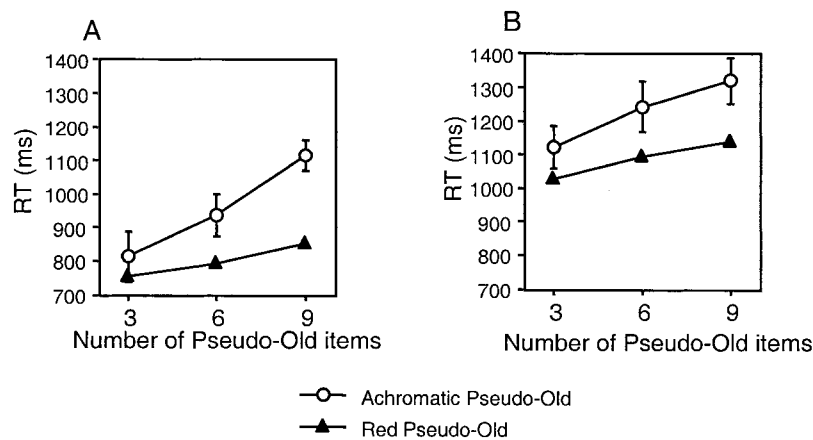 A
1400
1300
1200
1100
1000
900
800
700
RT (ms)
3 6 9
Number of Pseudo-Old items
B
1400
1300
1200
1100
1000
900
800
700
RT (ms)
3 6 9
Number of Pseudo-Old items
Achromatic Pseudo-Old
Red Pseudo-Old